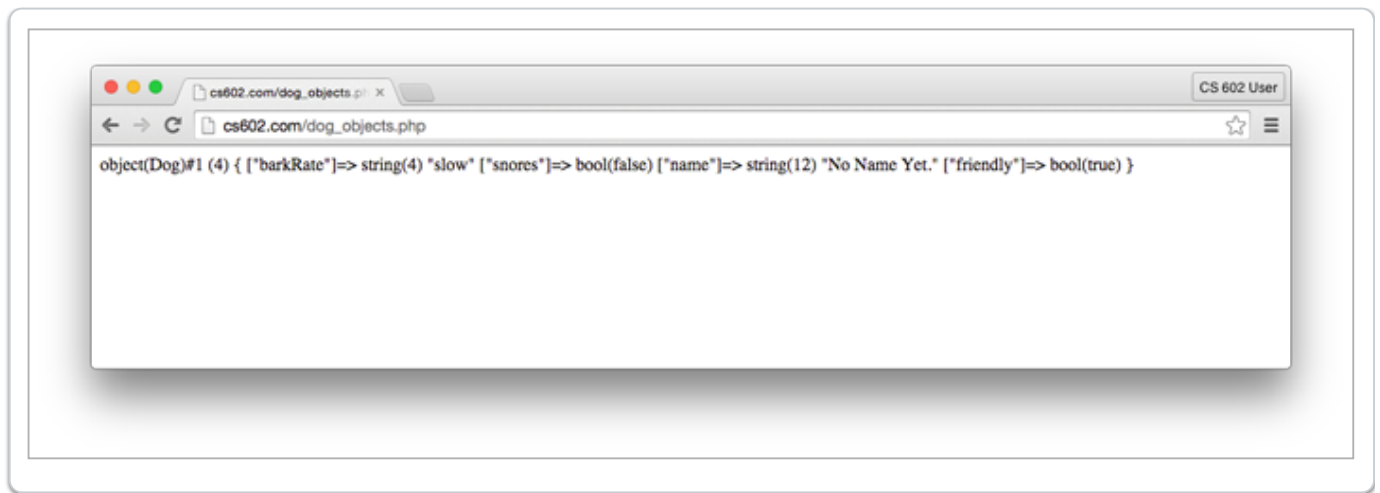 cs602.com/dog_objects.ph
CS 602 User
cs602.com/dog_objects.php
object(Dog)#1 (4) { ["barkRate"]=> string(4) "slow" ["snores"]=> bool(false) ["name"]=> string(12) "No Name Yet." ["friendly"]=> bool(true) }